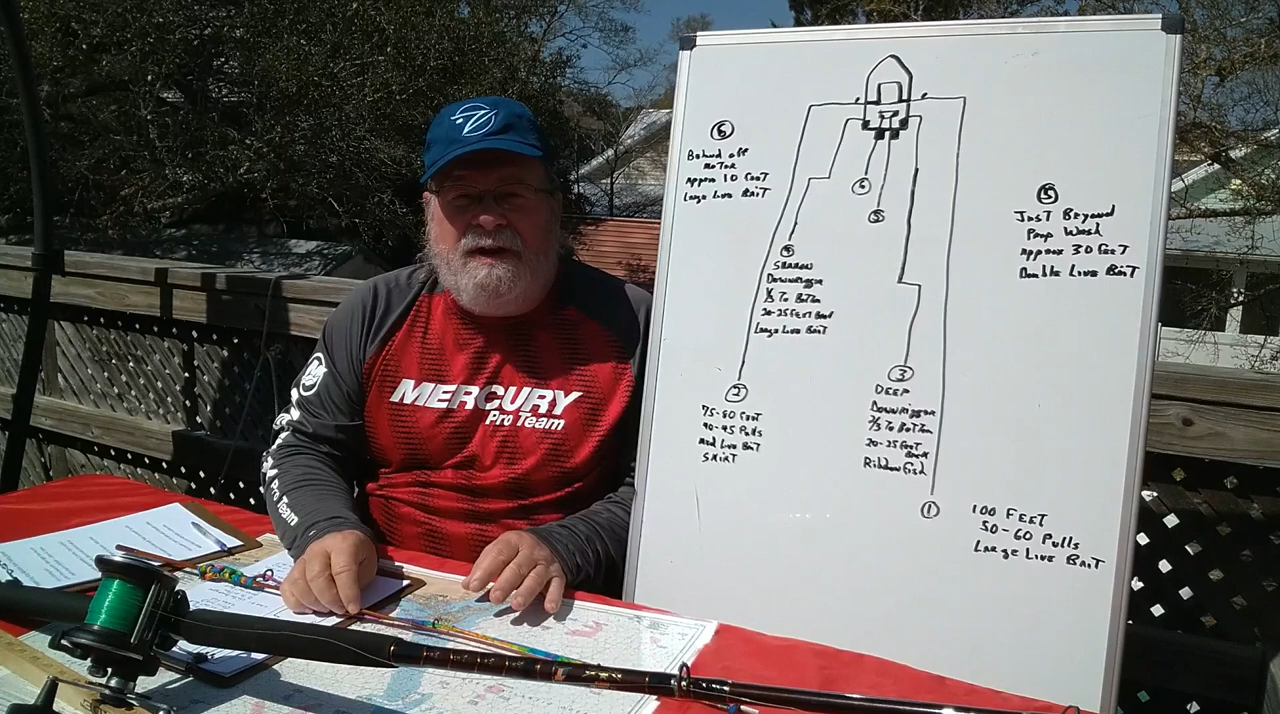 MERCURY
Pro Team
Pro Team
6
Behind off
Motor
Approx 10 Foot
Large Live Bait
5
Just Beyond
Prop Wash
Approx 30 Feet
Double Live Bait
6
5
4
Shallow
Downrigger
1/3 To Bottom
20-25 Feet Back
Large Live Bait
2
75-80 Foot
40-45 Pulls
Med Live Bait
Skirt
3
DEEP
Downrigger
2/3 To Bottom
20-25 Feet
Back
Ribbon Fish
1
100 FEET
50-60 Pulls
Large Live Bait